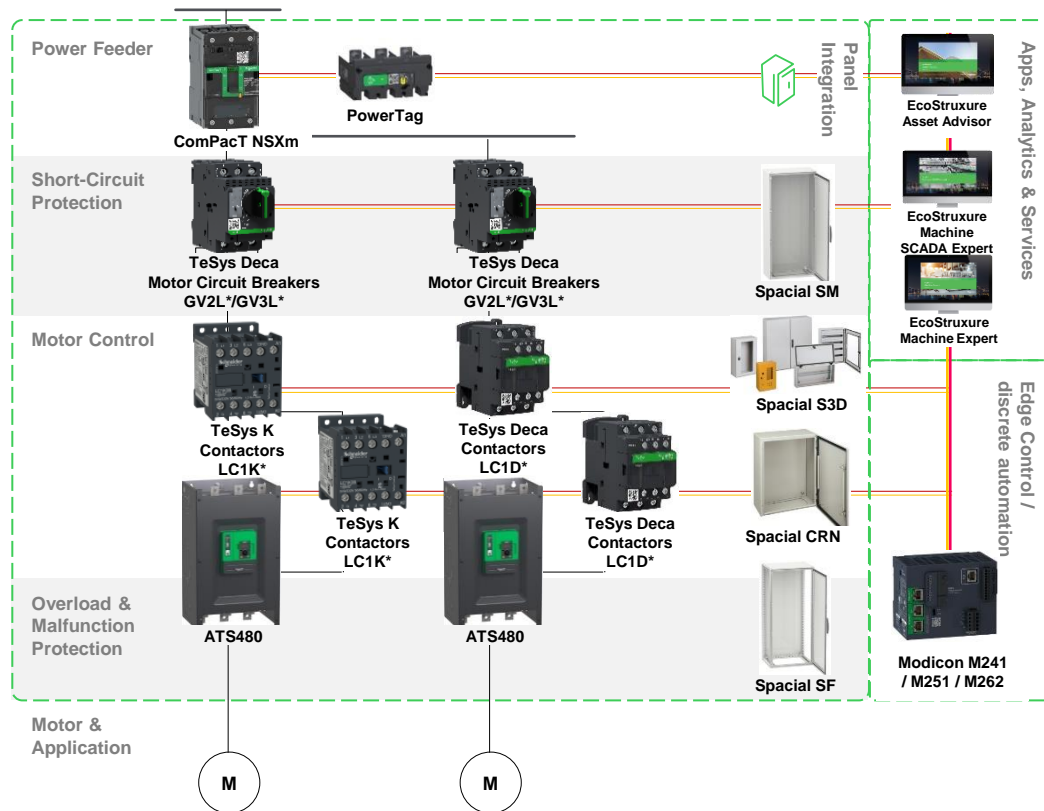 Power Feeder
ComPacT NSXm
PowerTag
Panel
Integration
Short-Circuit
Protection
TeSys Deca
Motor Circuit Breakers
GV2L*/GV3L*
TeSys Deca
Motor Circuit Breakers
GV2L*/GV3L*
Spacial SM
Motor Control
TeSys K
Contactors
LC1K*
TeSys K
Contactors
LC1K*
TeSys Deca
Contactors
LC1D*
TeSys Deca
Contactors
LC1D*
Spacial S3D
Spacial CRN
Overload &
Malfunction
Protection
ATS480
ATS480
Spacial SF
Motor &
Application
M
M
Apps, Analytics & Services
EcoStruxure
Asset Advisor
EcoStruxure
Machine
SCADA Expert
EcoStruxure
Machine Expert
Edge Control /
discrete automation
Modicon M241
/ M251 / M262